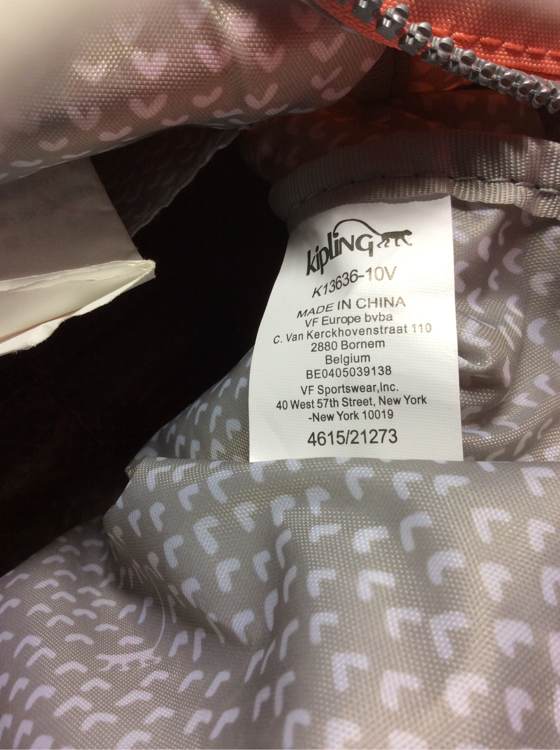 kipling
K13636-10V
MADE IN CHINA
VF Europe bvba
C. Van Kerckhovenstraat 110
2880 Bornem
Belgium
BE0405039138
VF Sportswear,Inc.
40 West 57th Street, New York
-New York 10019
4615/21273